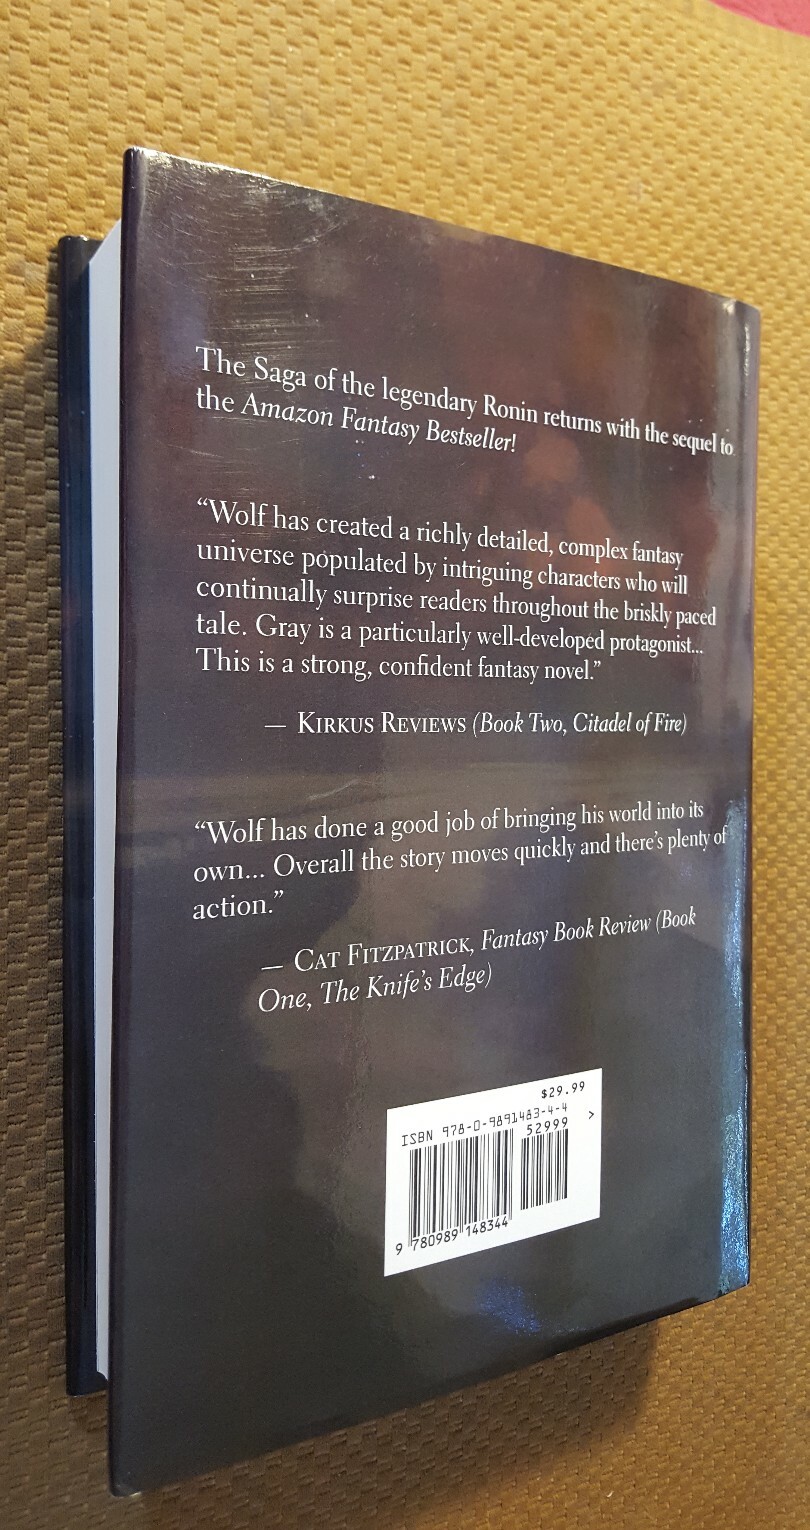 The Saga of the legendary Ronin returns with the sequel to
the Amazon Fantasy Bestseller!
“Wolf has created a richly detailed, complex fantasy
universe populated by intriguing characters who will
continually surprise readers throughout the briskly paced
tale. Gray is a particularly well-developed protagonist...
This is a strong, confident fantasy novel.”
— KIRKUS REVIEWS (Book Two, Citadel of Fire)
“Wolf has done a good job of bringing his world into its
own... Overall the story moves quickly and there’s plenty of
action.”
— CAT FITZPATRICK, Fantasy Book Review (Book
One, The Knife’s Edge)
$29.99
ISBN 978-0-9891483-4-4
52999 >
9 780989 148344